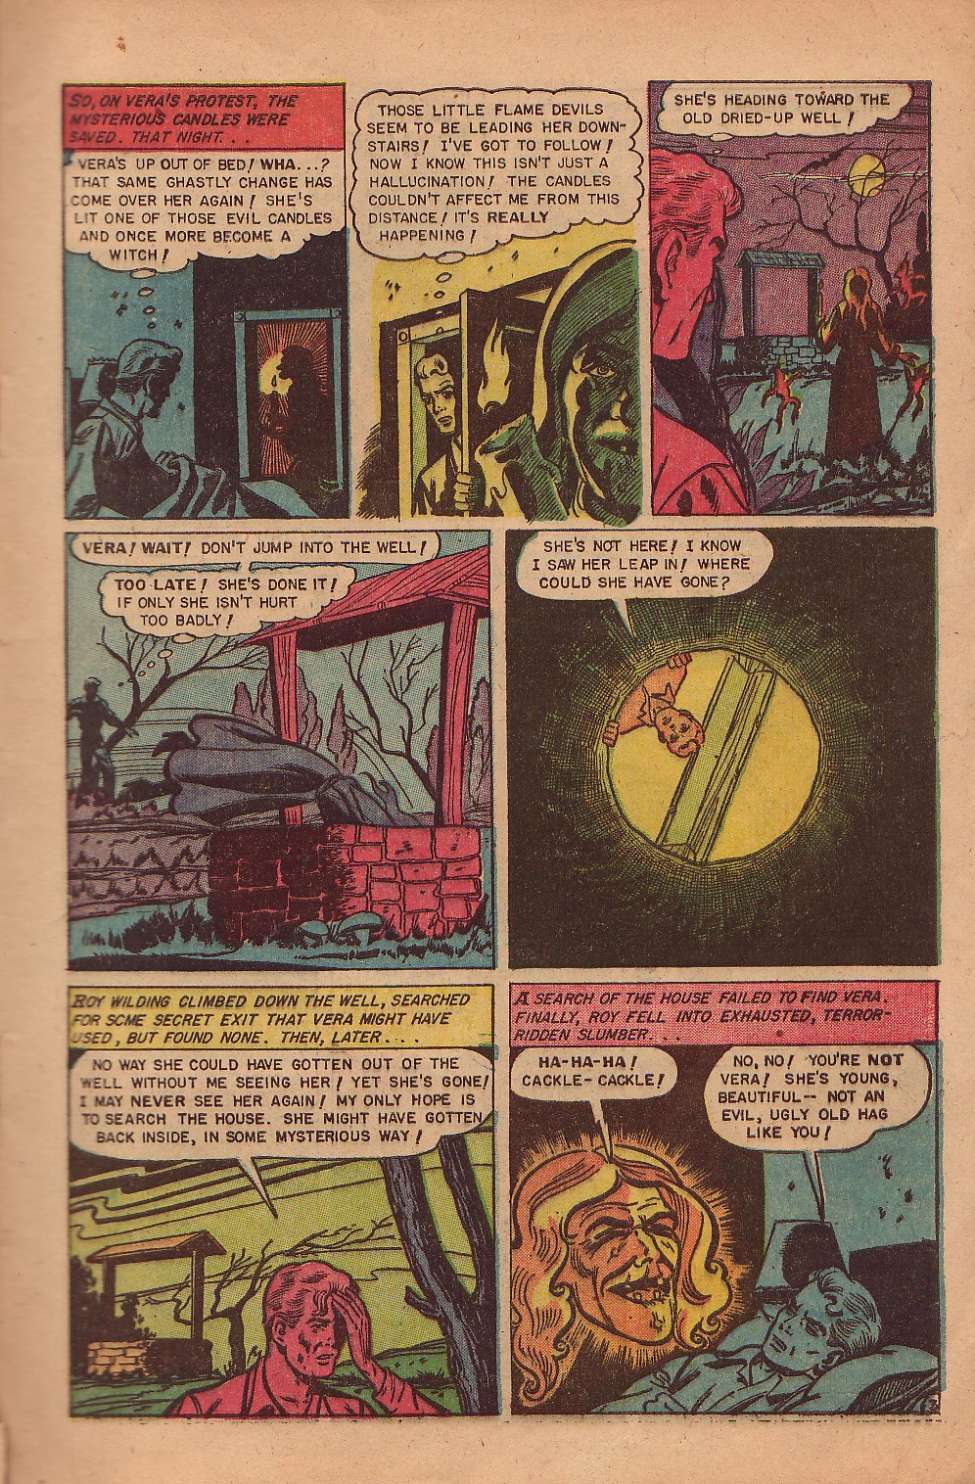 SO, ON VERA'S PROTEST, THE
MYSTERIOUS CANDLES WERE
SAVED. THAT NIGHT. . .
VERA'S UP OUT OF BED! WHA...?
THAT SAME GHASTLY CHANGE HAS
COME OVER HER AGAIN! SHE'S
LIT ONE OF THOSE EVIL CANDLES
AND ONCE MORE BECOME A
WITCH!
THOSE LITTLE FLAME DEVILS
SEEM TO BE LEADING HER DOWN-
STAIRS! I'VE GOT TO FOLLOW!
NOW I KNOW THIS ISN'T JUST A
HALLUCINATION! THE CANDLES
COULDN'T AFFECT ME FROM THIS
DISTANCE! IT'S REALLY
HAPPENING!
SHE'S HEADING TOWARD THE
OLD DRIED-UP WELL!
VERA! WAIT! DON'T JUMP INTO THE WELL!
TOO LATE! SHE'S DONE IT!
IF ONLY SHE ISN'T HURT
TOO BADLY!
SHE'S NOT HERE! I KNOW
I SAW HER LEAP IN! WHERE
COULD SHE HAVE GONE?
ROY WILDING CLIMBED DOWN THE WELL, SEARCHED
FOR SOME SECRET EXIT THAT VERA MIGHT HAVE
USED, BUT FOUND NONE. THEN, LATER. . . .
NO WAY SHE COULD HAVE GOTTEN OUT OF THE
WELL WITHOUT ME SEEING HER! YET SHE'S GONE!
I MAY NEVER SEE HER AGAIN! MY ONLY HOPE IS
TO SEARCH THE HOUSE. SHE MIGHT HAVE GOTTEN
BACK INSIDE, IN SOME MYSTERIOUS WAY!
A SEARCH OF THE HOUSE FAILED TO FIND VERA.
FINALLY, ROY FELL INTO EXHAUSTED, TERROR-
RIDDEN SLUMBER. . .
HA-HA-HA!
CACKLE-CACKLE!
NO, NO! YOU'RE NOT
VERA! SHE'S YOUNG,
BEAUTIFUL-- NOT AN
EVIL, UGLY OLD HAG
LIKE YOU!